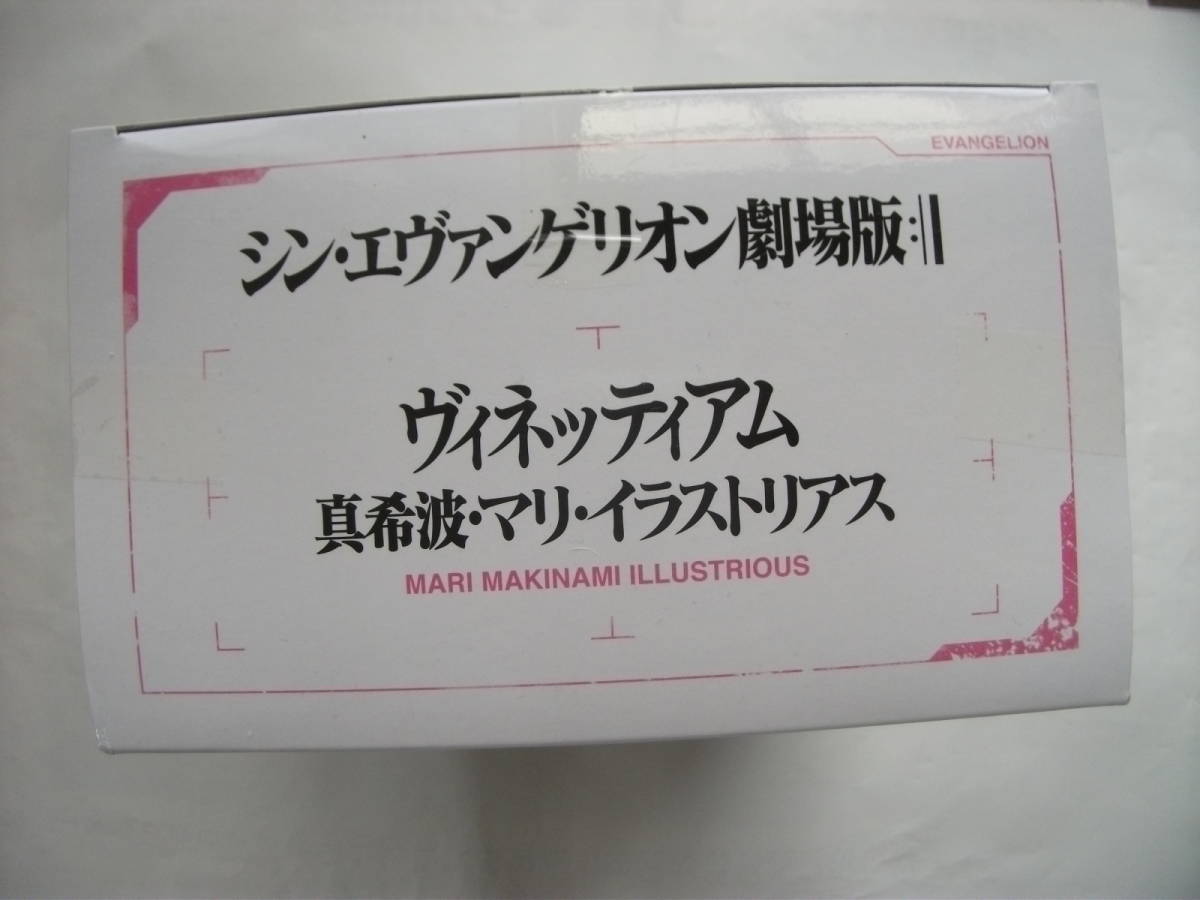 EVANGELION
シン・エヴァンゲリオン劇場版:||
ヴィネッティアム
真希波・マリ・イラストリアス
MARI MAKINAMI ILLUSTRIOUS